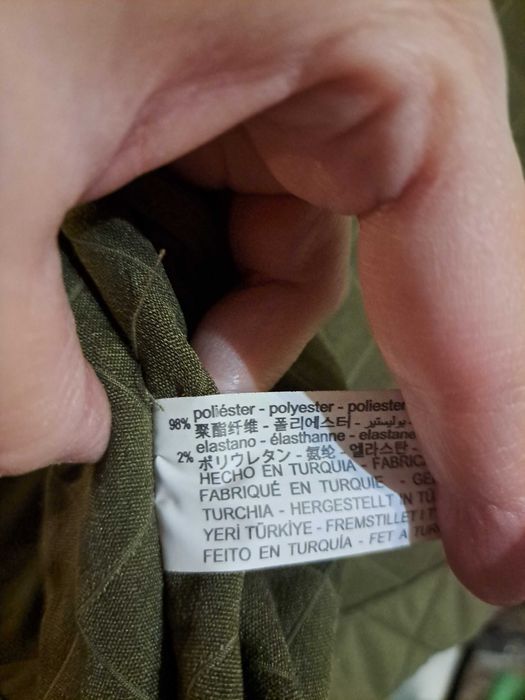 98% poliéster - polyester - poliester
聚酯纤维 - 폴리에스터 - بوليستير -
elastano - élasthanne - elastane
2% ポリウレタン - 氨纶 - 엘라스탄 -
HECHO EN TURQUIA - FABRIC
FABRIQUÉ EN TURQUIE - GE
TURCHIA - HERGESTELLT IN TÜ
YERİ TÜRKİYE - FREMSTILLET I T
FEITO EN TURQUÍA - FET A TUR